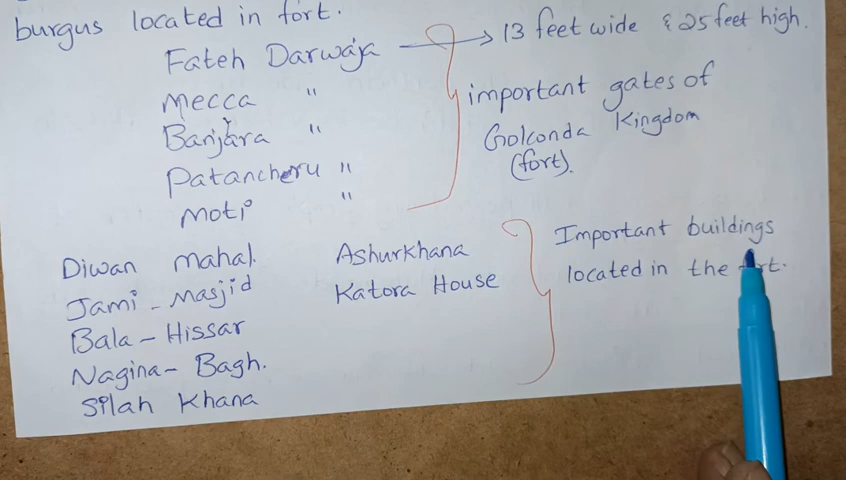 burgus located in fort.
Fateh Darwaja → 13 feet wide & 25 feet high.
Mecca "
Banjara "
Patancheru "
Moti "
important gates of
Golconda Kingdom
(fort).
Diwan mahal.
Jami - Masjid
Bala - Hissar
Nagina - Bagh.
Silah Khana
Ashurkhana
Katora House
Important buildings
located in the fort.